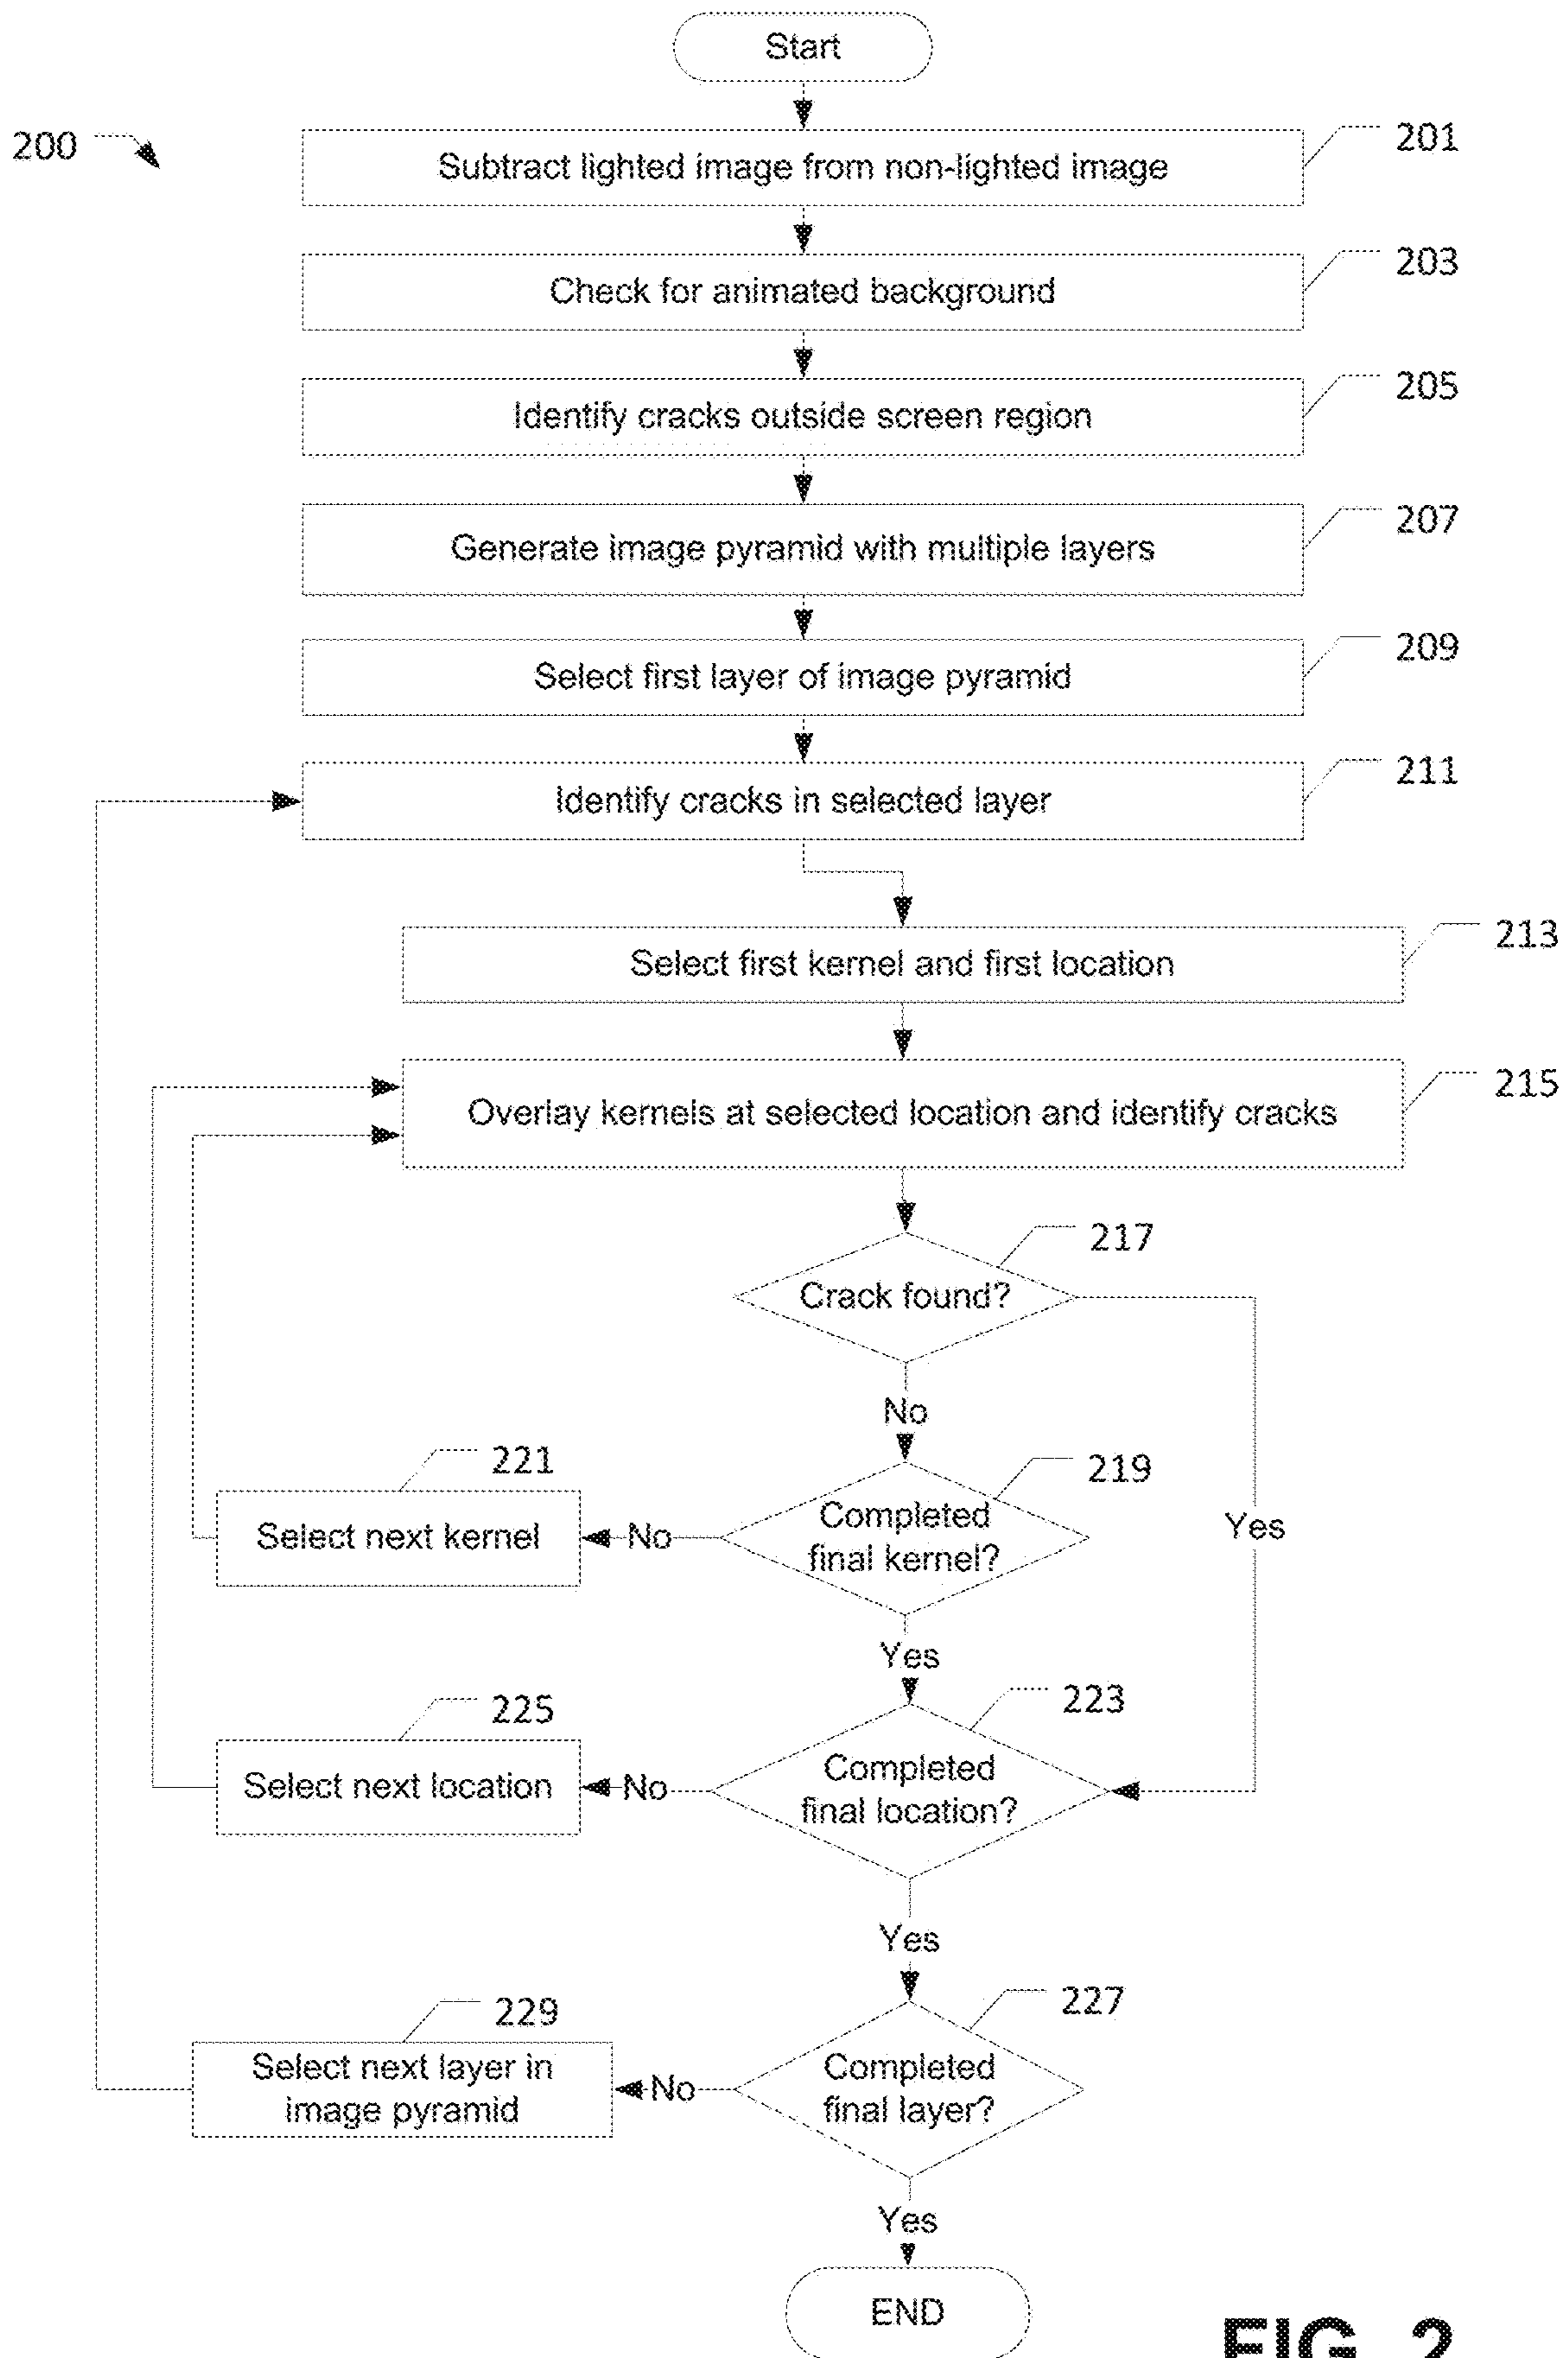 Start
200
201
Subtract lighted image from non-lighted image
203
Check for animated background
205
Identify cracks outside screen region
207
Generate image pyramid with multiple layers
209
Select first layer of image pyramid
211
Identify cracks in selected layer
213
Select first kernel and first location
215
Overlay kernels at selected location and identify cracks
217
Crack found?
No
Yes
219
Completed
final kernel?
No
221
Select next kernel
Yes
223
Completed
final location?
No
225
Select next location
Yes
227
Completed
final layer?
No
229
Select next layer in
image pyramid
Yes
END
FIG. 2